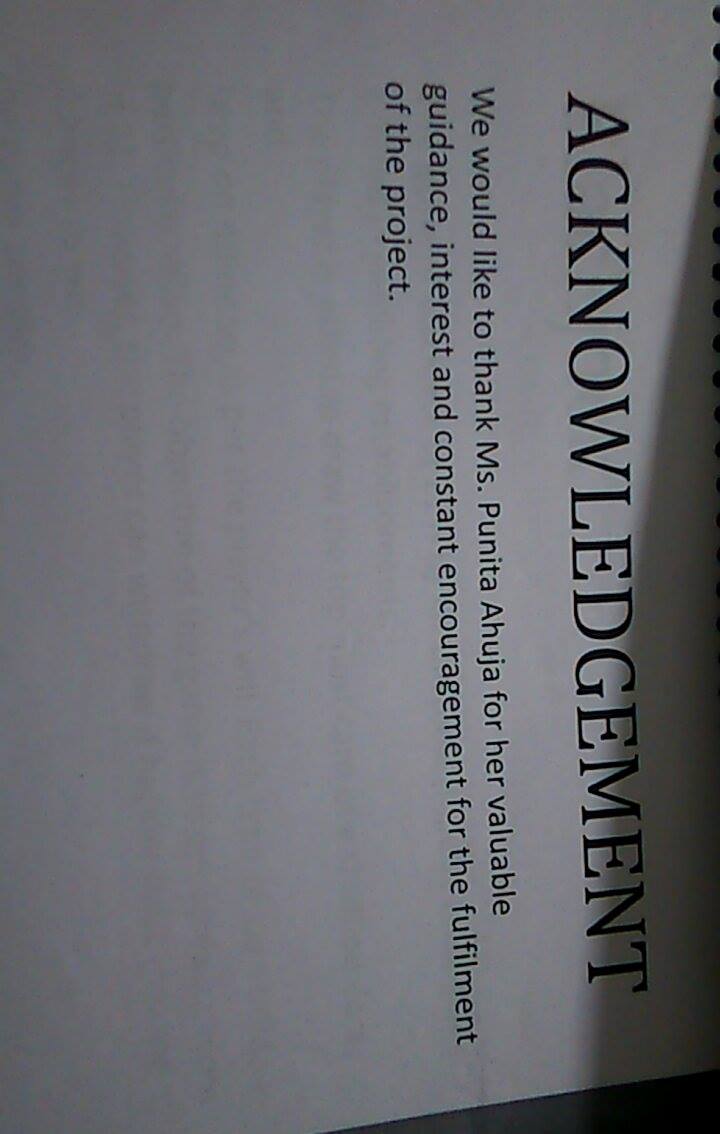 ACKNOWLEDGEMENT
We would like to thank Ms. Punita Ahuja for her valuable
guidance, interest and constant encouragement for the fulfilment
of the project.